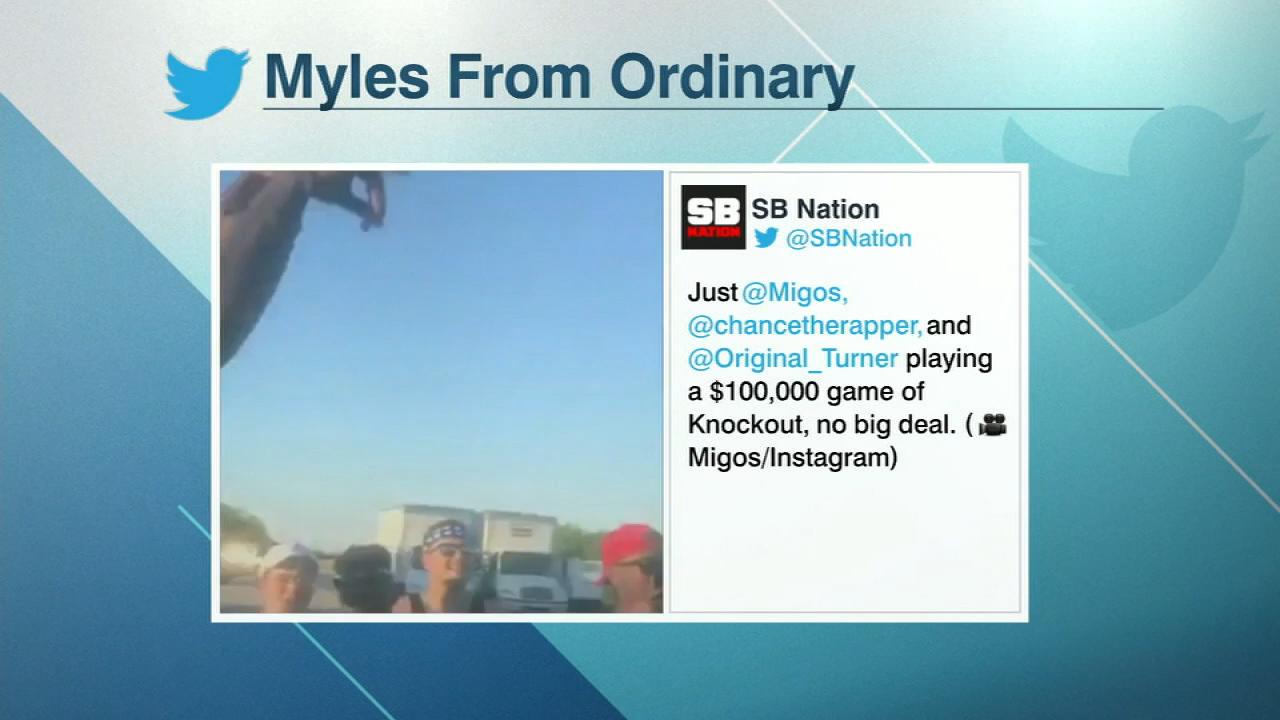 Myles From Ordinary
SB
NATION
SB Nation
@SBNation
Just @Migos,
@chancetherapper, and
@Original_Turner playing
a $100,000 game of
Knockout, no big deal. (🎥
Migos/Instagram)